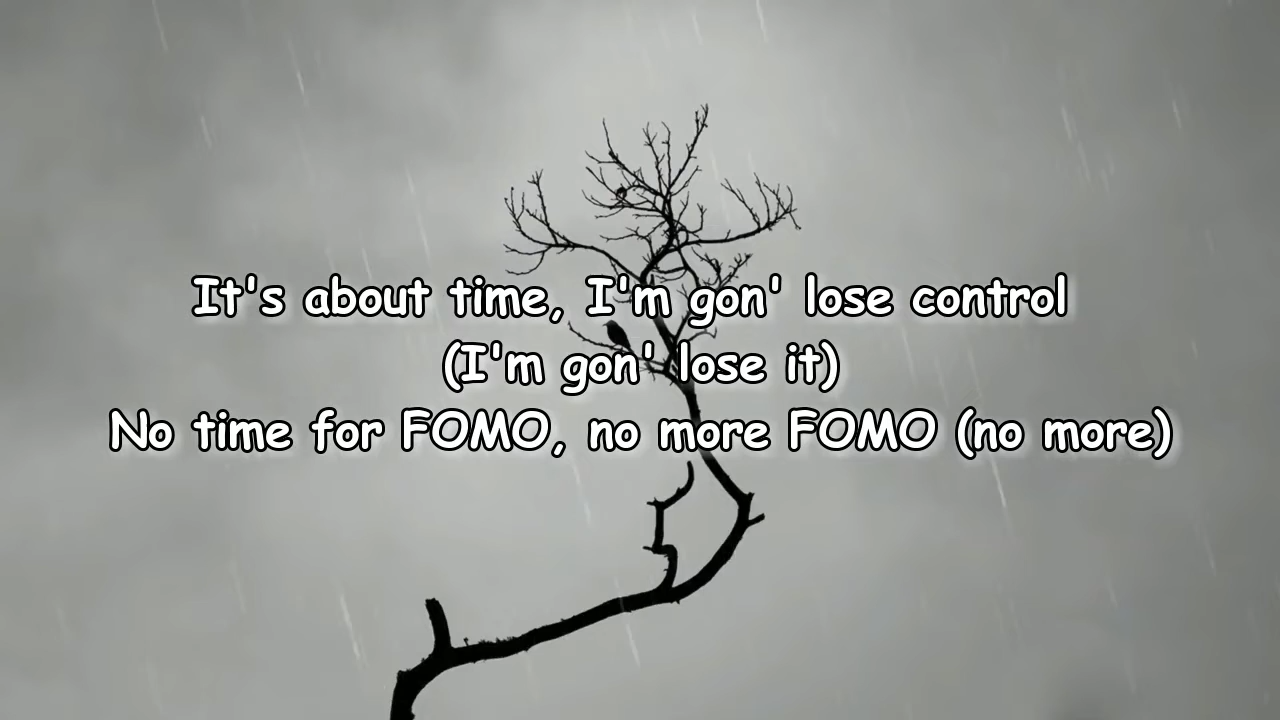 It's about time, I'm gon' lose control
(I'm gon' lose it)
No time for FOMO, no more FOMO (no more)